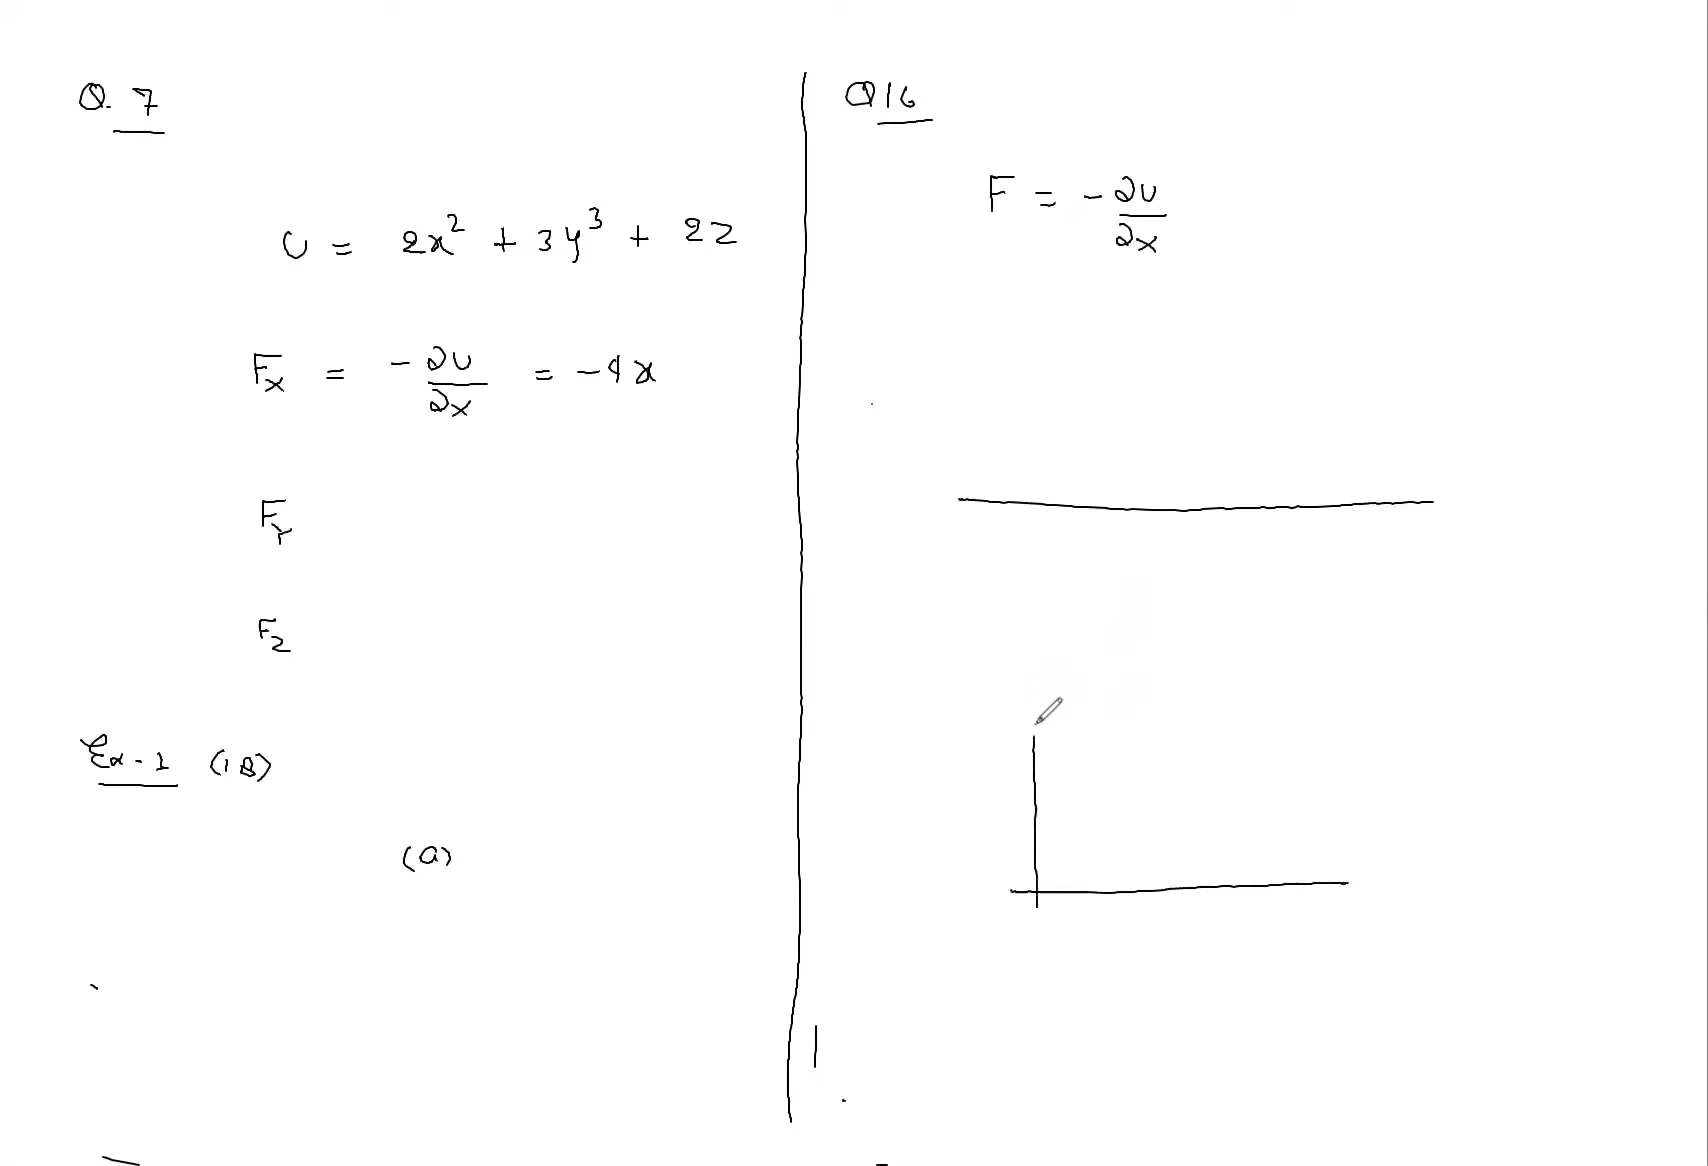 Q. 7
U = 2x² + 3y³ + 2z
Fx = -∂U/∂x = -4x
Fy
Fz
Ex-1 (1B)
(a)
Q16
F = -∂U/∂x